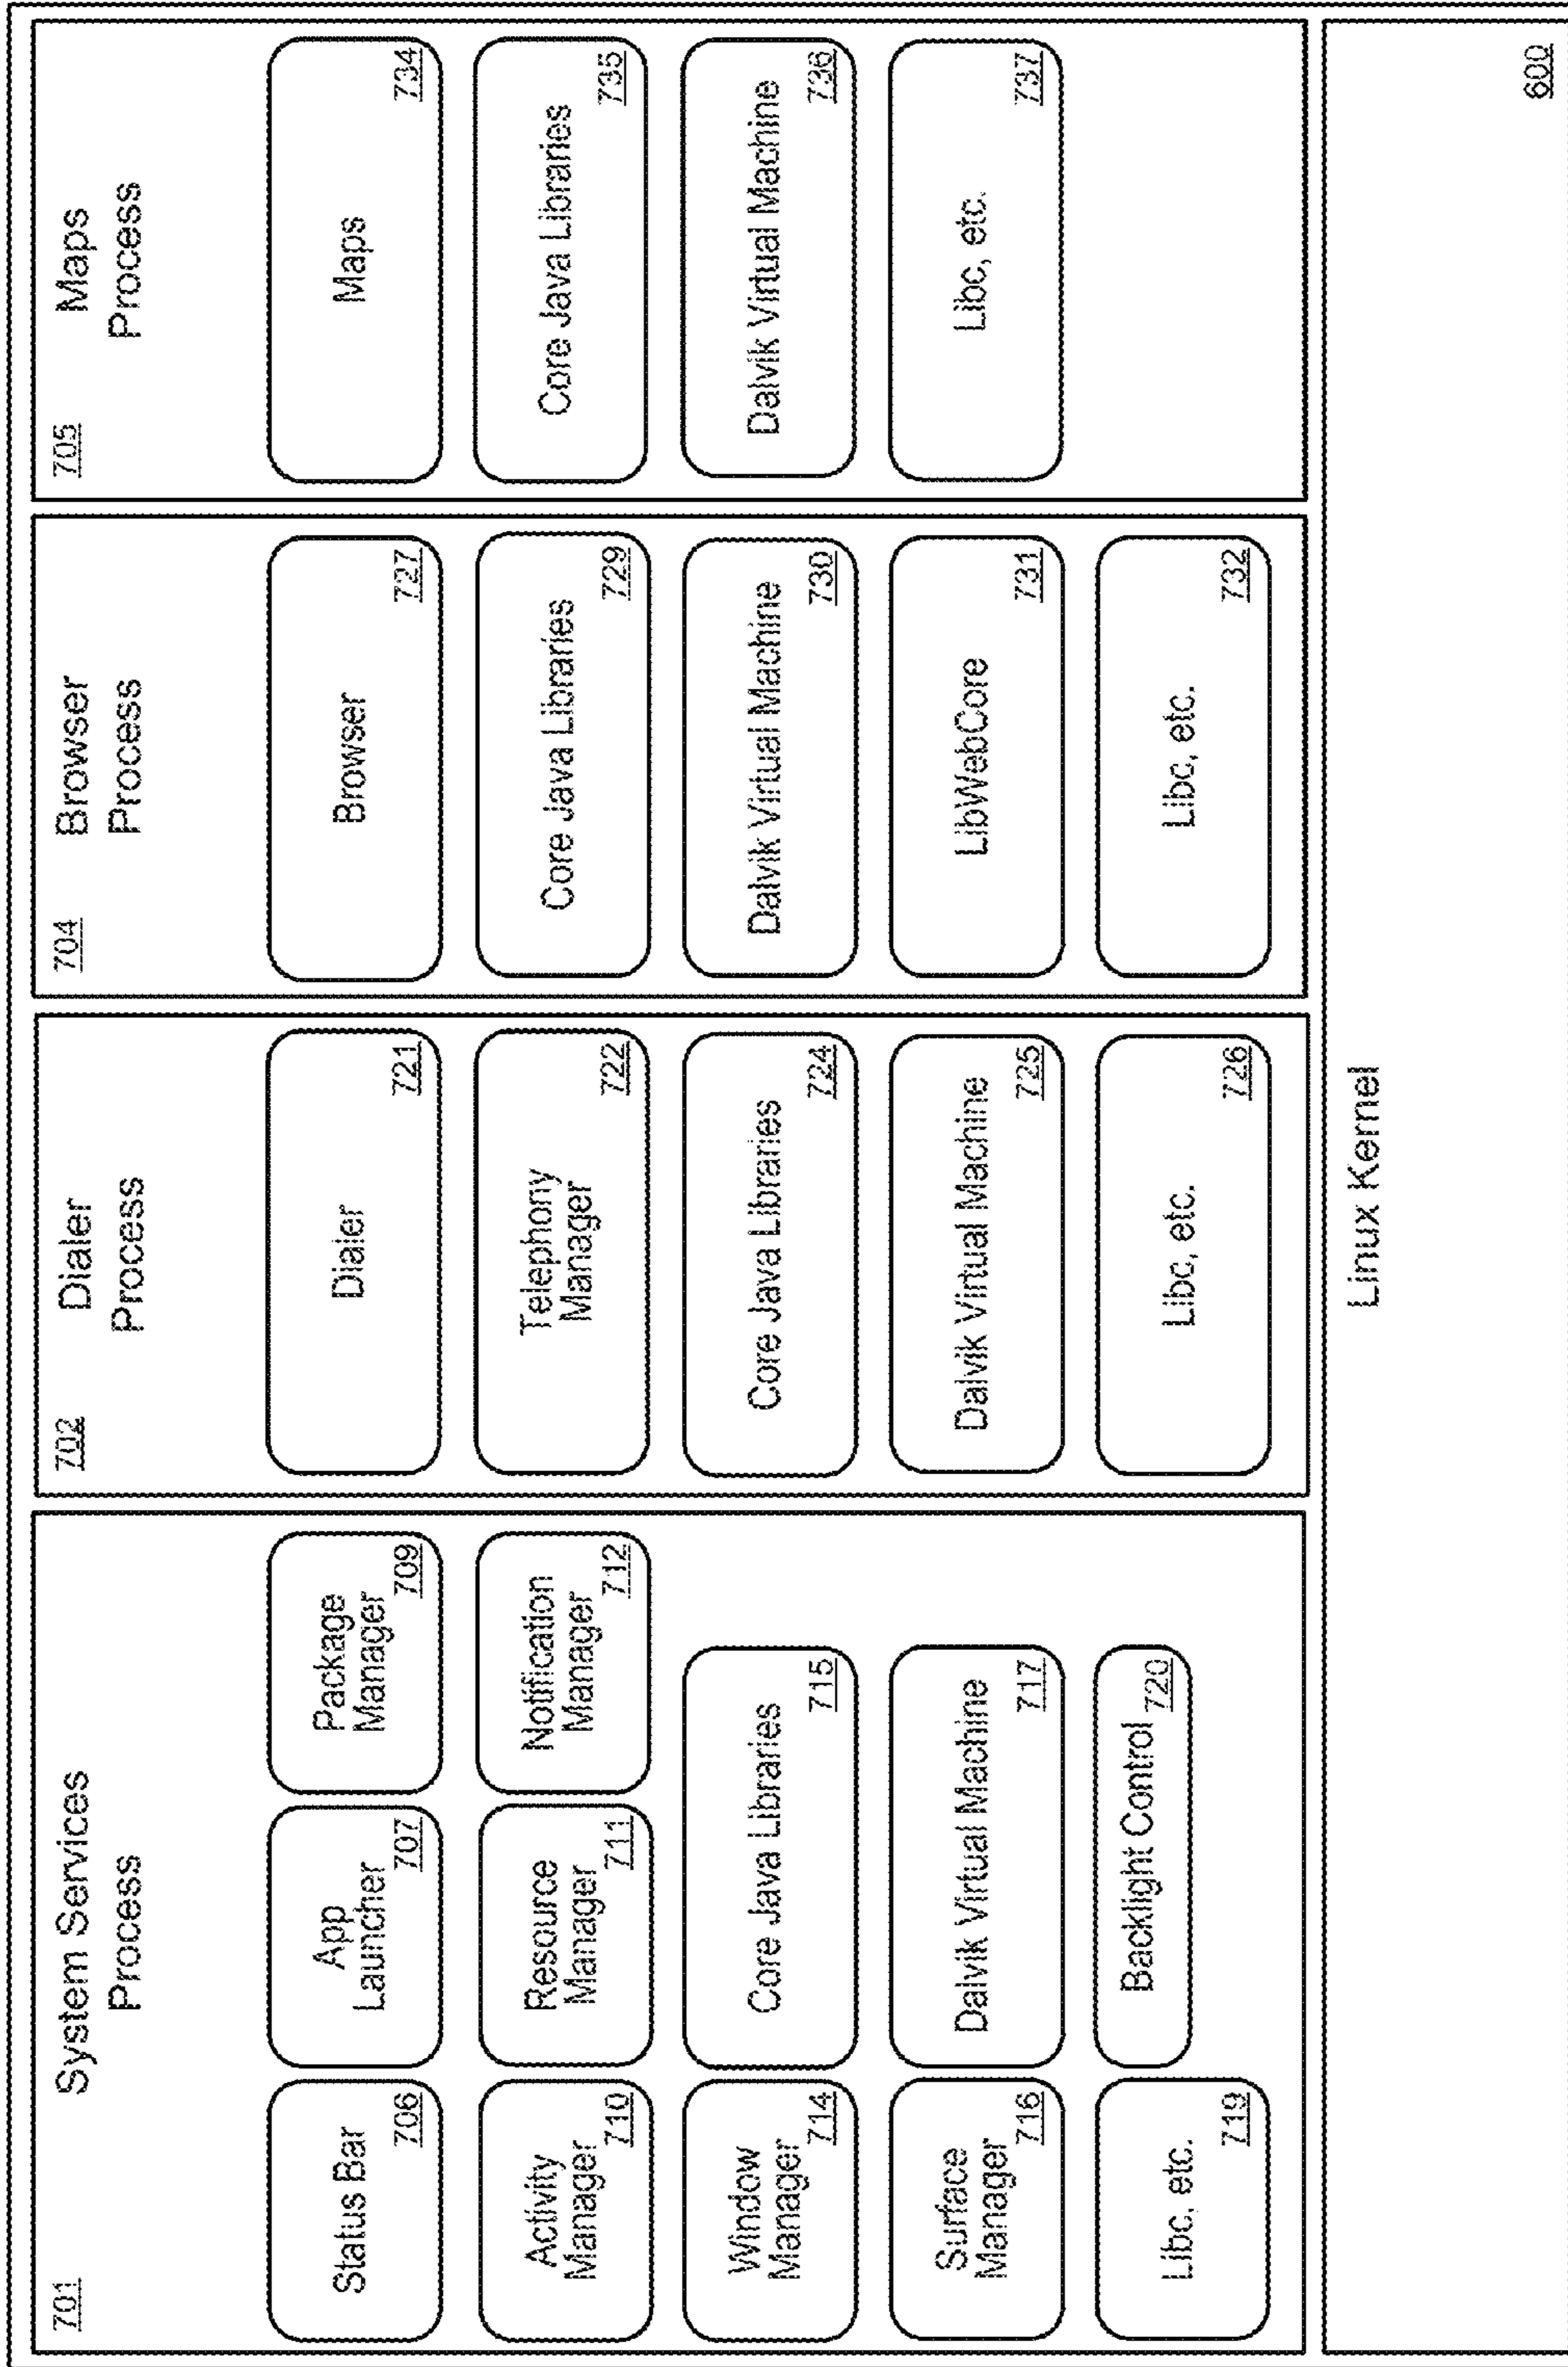 701
System Services
Process
Status Bar
706
App
Launcher
707
Package
Manager
709
Activity
Manager
710
Resource
Manager
711
Notification
Manager
712
Window
Manager
714
Core Java Libraries
715
Surface
Manager
716
Dalvik Virtual Machine
717
Libc, etc.
719
Backlight Control
720
702
Dialer
Process
Dialer
721
Telephony
Manager
722
Core Java Libraries
724
Dalvik Virtual Machine
725
Libc, etc.
726
704
Browser
Process
Browser
727
Core Java Libraries
729
Dalvik Virtual Machine
730
LibWebCore
731
Libc, etc.
732
705
Maps
Process
Maps
734
Core Java Libraries
735
Dalvik Virtual Machine
736
Libc, etc.
737
Linux Kernel
600